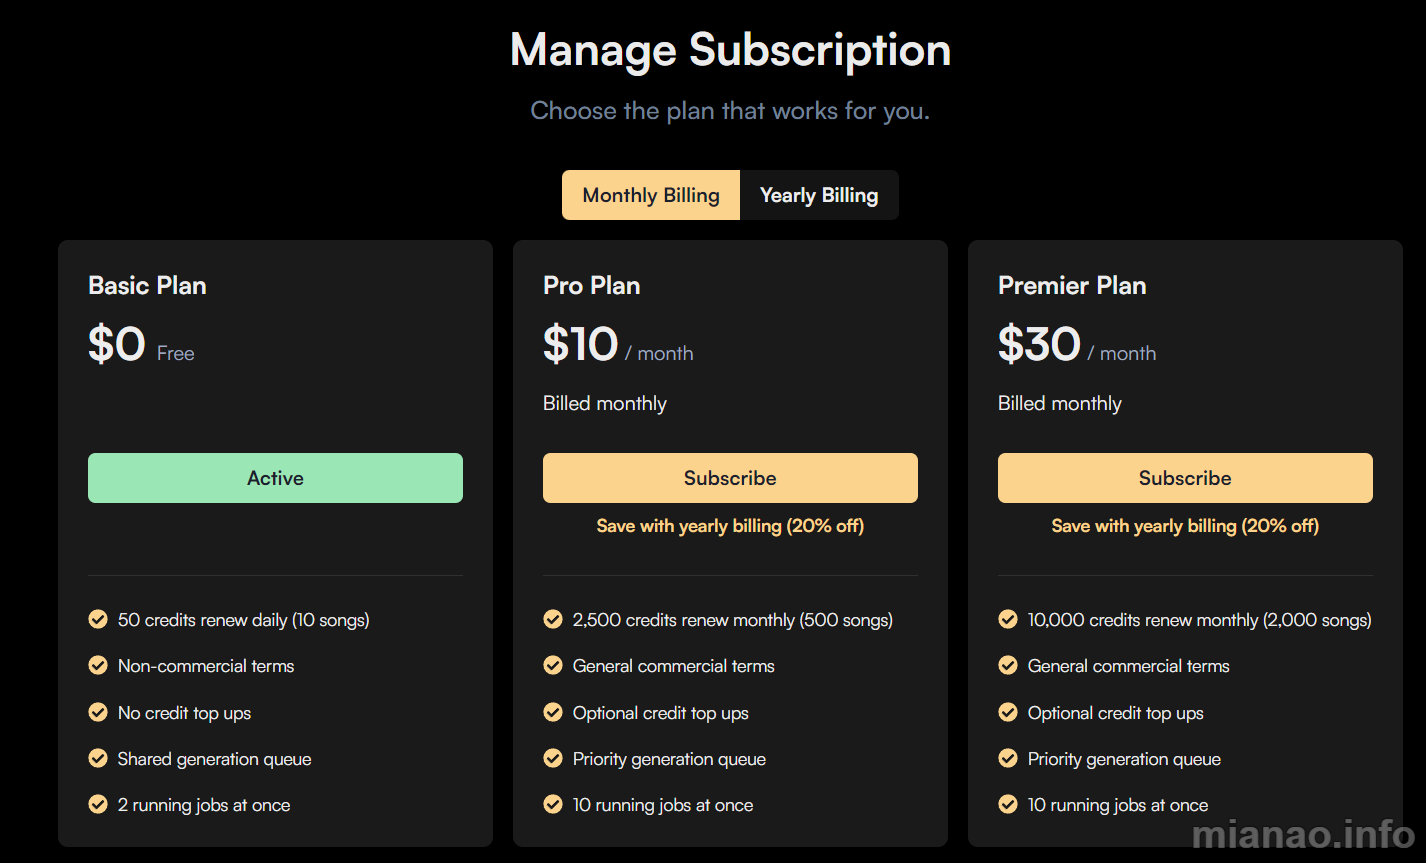 Manage Subscription
Choose the plan that works for you.
Monthly Billing
Yearly Billing
Basic Plan
$0 Free
Active
50 credits renew daily (10 songs)
Non-commercial terms
No credit top ups
Shared generation queue
2 running jobs at once
Pro Plan
$10 / month
Billed monthly
Subscribe
Save with yearly billing (20% off)
2,500 credits renew monthly (500 songs)
General commercial terms
Optional credit top ups
Priority generation queue
10 running jobs at once
Premier Plan
$30 / month
Billed monthly
Subscribe
Save with yearly billing (20% off)
10,000 credits renew monthly (2,000 songs)
General commercial terms
Optional credit top ups
Priority generation queue
10 running jobs at once
mianao.info